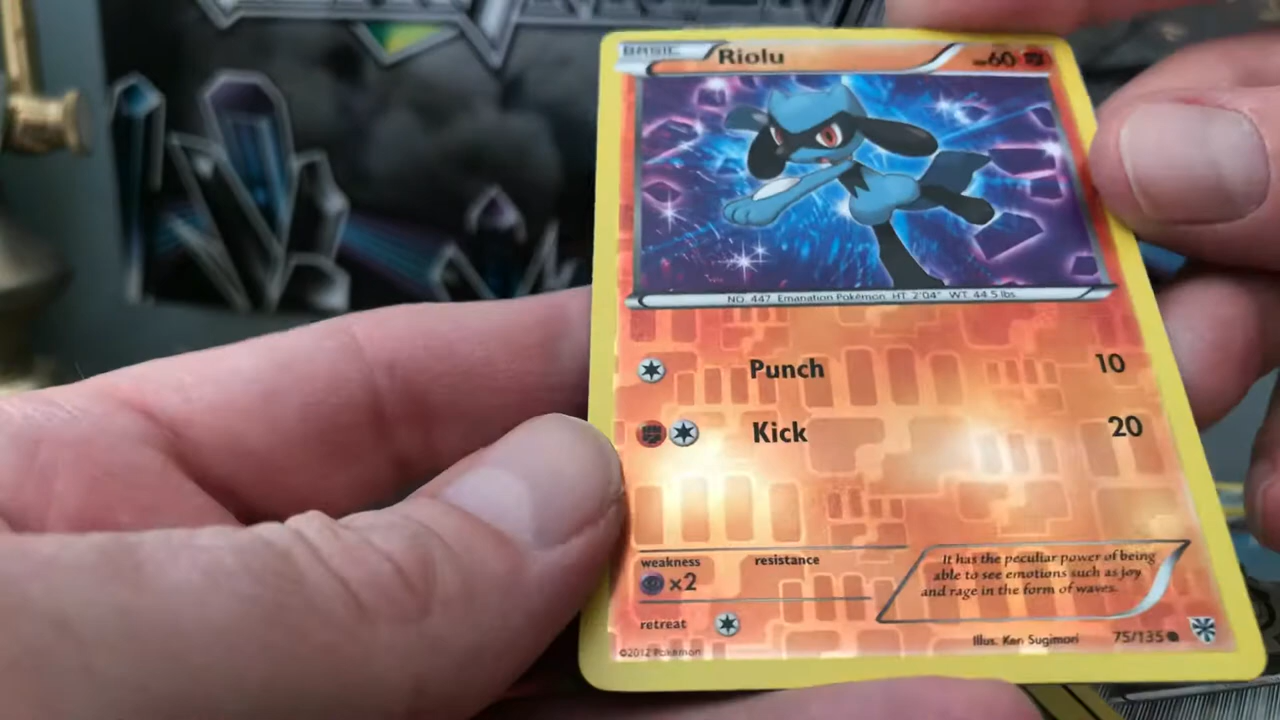 BASIC Riolu HP60
NO. 447 Emanation Pokémon HT. 2'04" WT. 44.5 lbs.
Punch 10
Kick 20
weakness resistance
x2
It has the peculiar power of being
able to see emotions such as joy
and rage in the form of waves.
retreat
Illus. Ken Sugimori 75/135
©2012 Pokémon